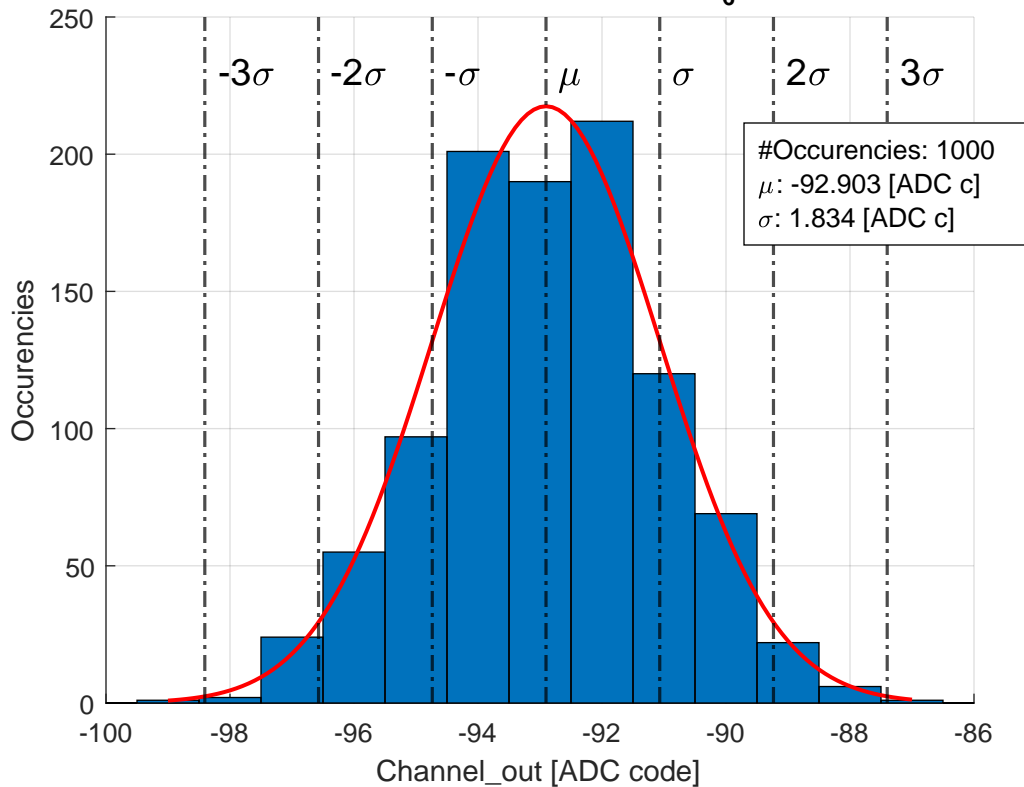 250
200
150
100
50
0
Occurencies
-3σ -2σ -σ μ σ 2σ 3σ
#Occurencies: 1000
μ: -92.903 [ADC c]
σ: 1.834 [ADC c]
-100 -98 -96 -94 -92 -90 -88 -86
Channel_out [ADC code]